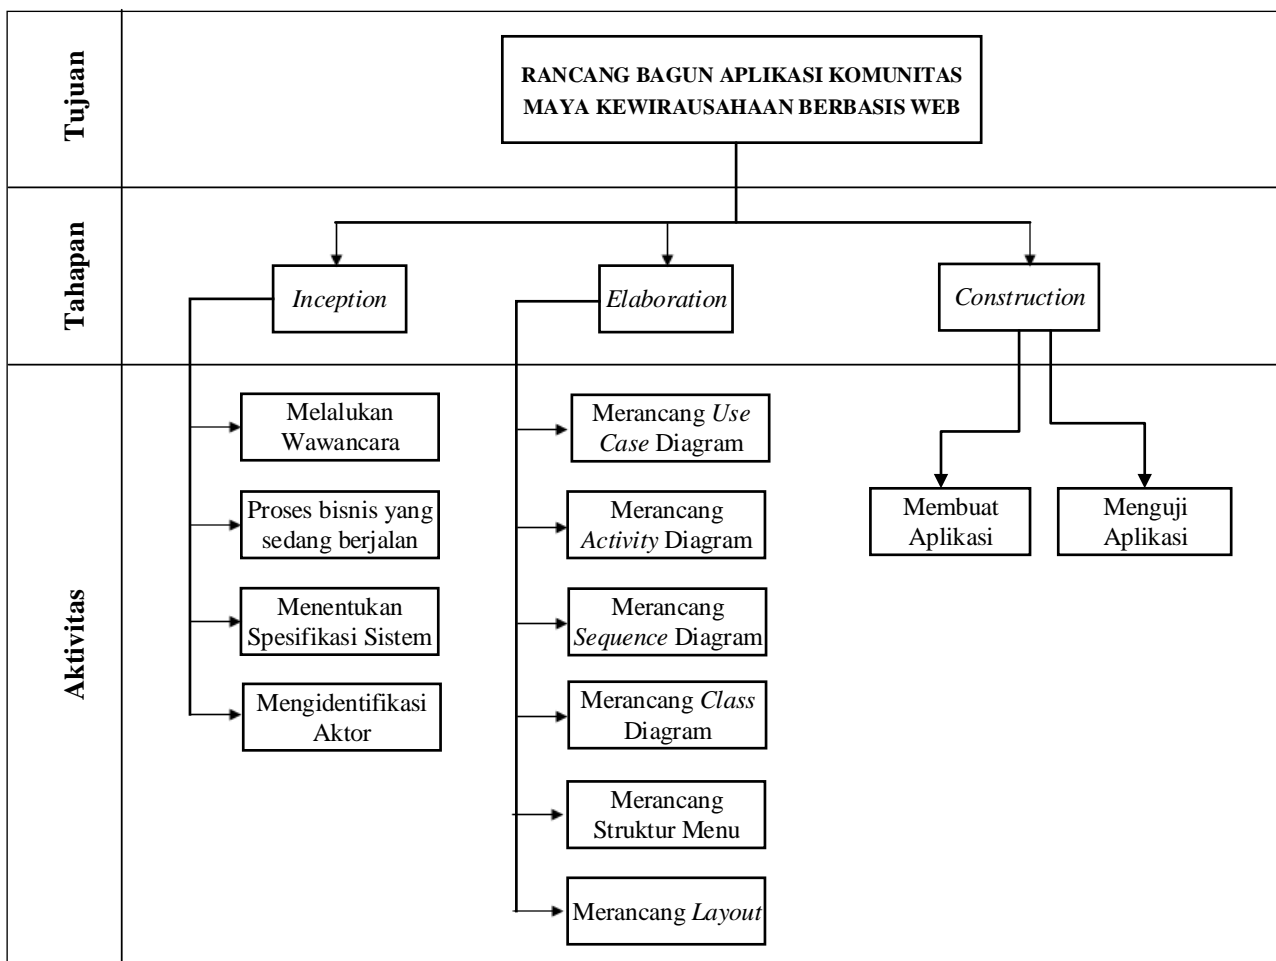 Tujuan
RANCANG BAGUN APLIKASI KOMUNITAS
MAYA KEWIRAUSAHAAN BERBASIS WEB
Tahapan
Inception
Elaboration
Construction
Aktivitas
Melalukan
Wawancara
Proses bisnis yang
sedang berjalan
Menentukan
Spesifikasi Sistem
Mengidentifikasi
Aktor
Merancang Use
Case Diagram
Merancang
Activity Diagram
Merancang
Sequence Diagram
Merancang Class
Diagram
Merancang
Struktur Menu
Merancang Layout
Membuat
Aplikasi
Menguji
Aplikasi